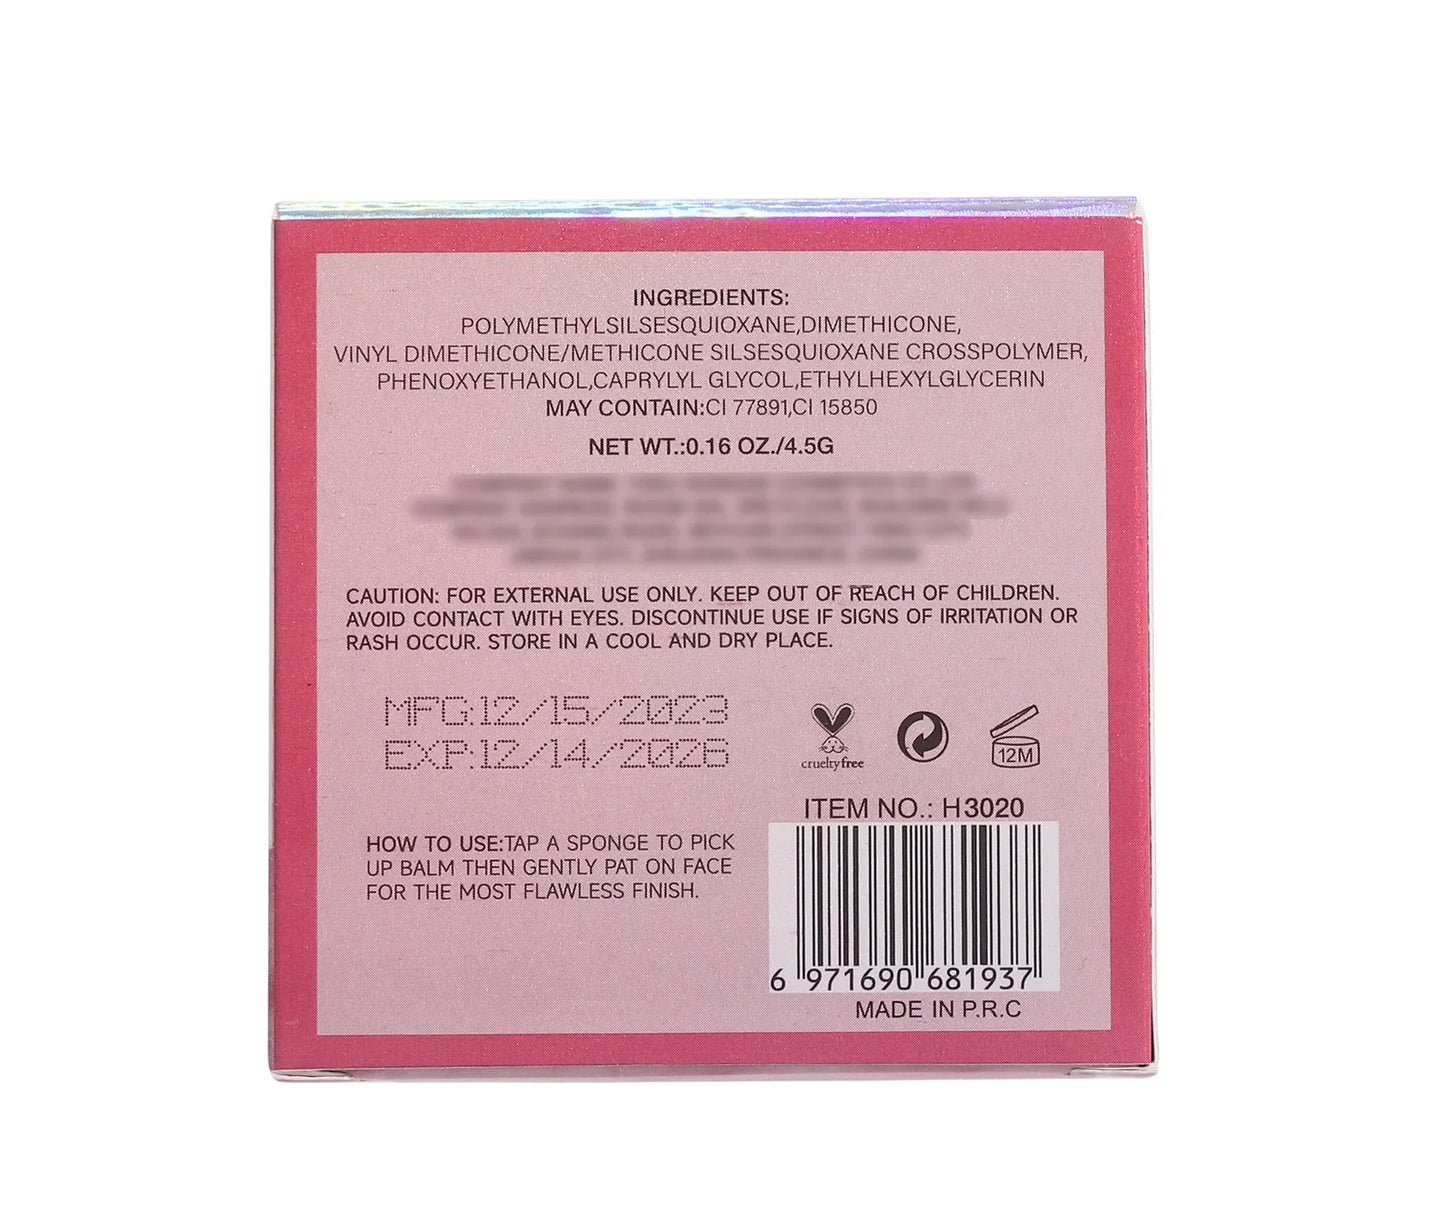 INGREDIENTS:
POLYMETHYLSILSESQUIOXANE,DIMETHICONE,
VINYL DIMETHICONE/METHICONE SILSESQUIOXANE CROSSPOLYMER,
PHENOXYETHANOL,CAPRYLYL GLYCOL,ETHYLHEXYLGLYCERIN
MAY CONTAIN:CI 77891,CI 15850
NET WT.:0.16 OZ./4.5G
CAUTION: FOR EXTERNAL USE ONLY. KEEP OUT OF REACH OF CHILDREN.
AVOID CONTACT WITH EYES. DISCONTINUE USE IF SIGNS OF IRRITATION OR
RASH OCCUR. STORE IN A COOL AND DRY PLACE.
MFG:12/15/2023
EXP:12/14/2026
crueltyfree
12M
ITEM NO.: H3020
HOW TO USE:TAP A SPONGE TO PICK
UP BALM THEN GENTLY PAT ON FACE
FOR THE MOST FLAWLESS FINISH.
6 971690 681937
MADE IN P.R.C